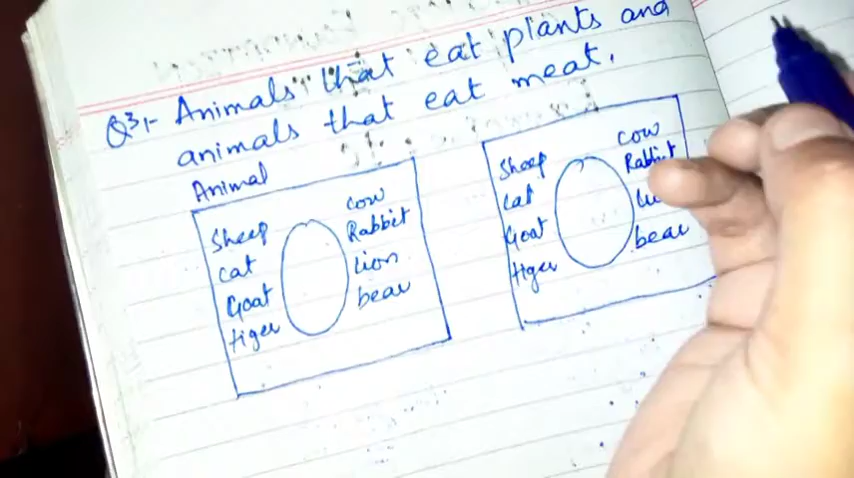 Q3:- Animals that eat plants and
animals that eat meat.
Animal
Sheep
cat
Goat
tiger
cow
Rabbit
Lion
bear
Sheep
cat
Goat
tiger
cow
Rabbit
bear